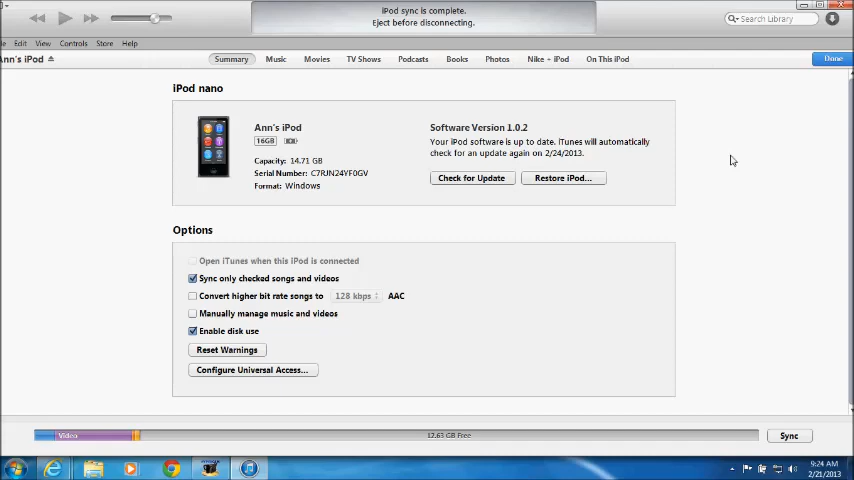 iPod sync is complete.
Eject before disconnecting.
Search Library
Edit View Controls Store Help
Ann's iPod
Summary Music Movies TV Shows Podcasts Books Photos Nike + iPod On This iPod Done
iPod nano
Ann's iPod
16GB
Capacity: 14.71 GB
Serial Number: C7RJN24YF0GV
Format: Windows
Software Version 1.0.2
Your iPod software is up to date. iTunes will automatically
check for an update again on 2/24/2013.
Check for Update Restore iPod...
Options
Open iTunes when this iPod is connected
Sync only checked songs and videos
Convert higher bit rate songs to 128 kbps AAC
Manually manage music and videos
Enable disk use
Reset Warnings
Configure Universal Access...
Video 12.63 GB Free Sync
9:24 AM
2/21/2013